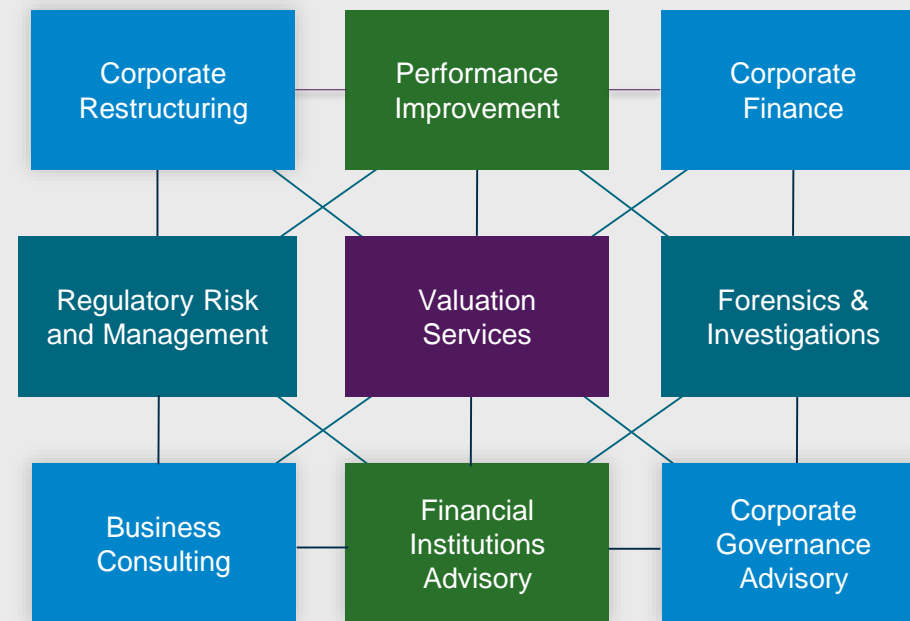 Corporate
Restructuring
Performance
Improvement
Corporate
Finance
Regulatory Risk
and Management
Valuation
Services
Forensics &
Investigations
Business
Consulting
Financial
Institutions
Advisory
Corporate
Governance
Advisory